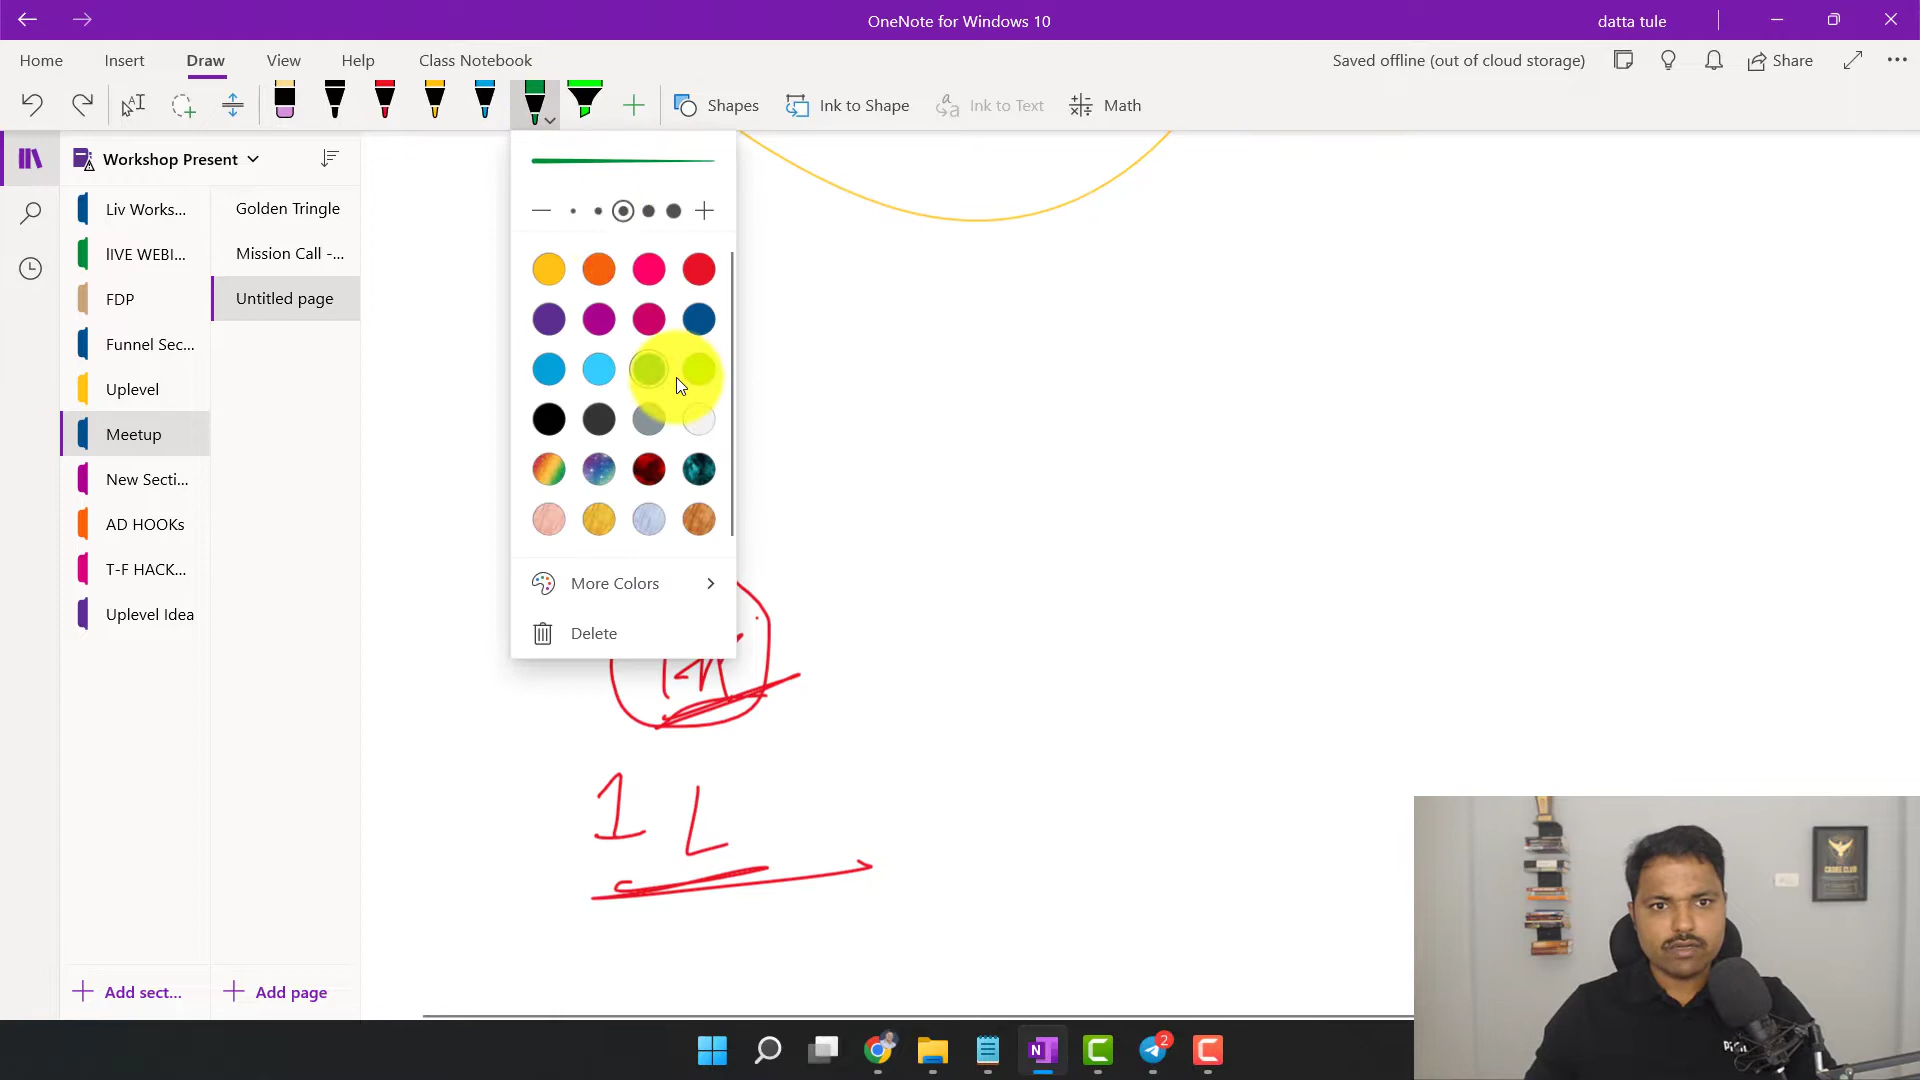 OneNote for Windows 10
datta tule
Home
Insert
Draw
View
Help
Class Notebook
Saved offline (out of cloud storage)
Share
Shapes
Ink to Shape
Ink to Text
Math
Workshop Present
Liv Works...
lIVE WEBI...
FDP
Funnel Sec...
Uplevel
Meetup
New Secti...
AD HOOKs
T-F HACK...
Uplevel Idea
Golden Tringle
Mission Call -...
Untitled page
More Colors
Delete
1 L
Add sect...
Add page
2